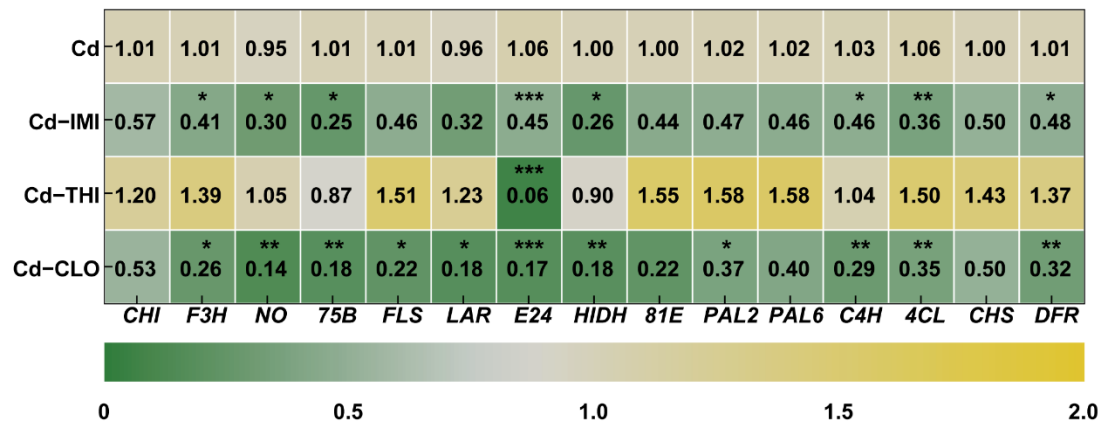 Cd 1.01 1.01 0.95 1.01 1.01 0.96 1.06 1.00 1.00 1.02 1.02 1.03 1.06 1.00 1.01
* * * *** * * ** *
Cd−IMI 0.57 0.41 0.30 0.25 0.46 0.32 0.45 0.26 0.44 0.47 0.46 0.46 0.36 0.50 0.48
***
Cd−THI 1.20 1.39 1.05 0.87 1.51 1.23 0.06 0.90 1.55 1.58 1.58 1.04 1.50 1.43 1.37
* ** ** * * *** ** * ** ** **
Cd−CLO 0.53 0.26 0.14 0.18 0.22 0.18 0.17 0.18 0.22 0.37 0.40 0.29 0.35 0.50 0.32
CHI F3H NO 75B FLS LAR E24 HIDH 81E PAL2 PAL6 C4H 4CL CHS DFR
0 0.5 1.0 1.5 2.0